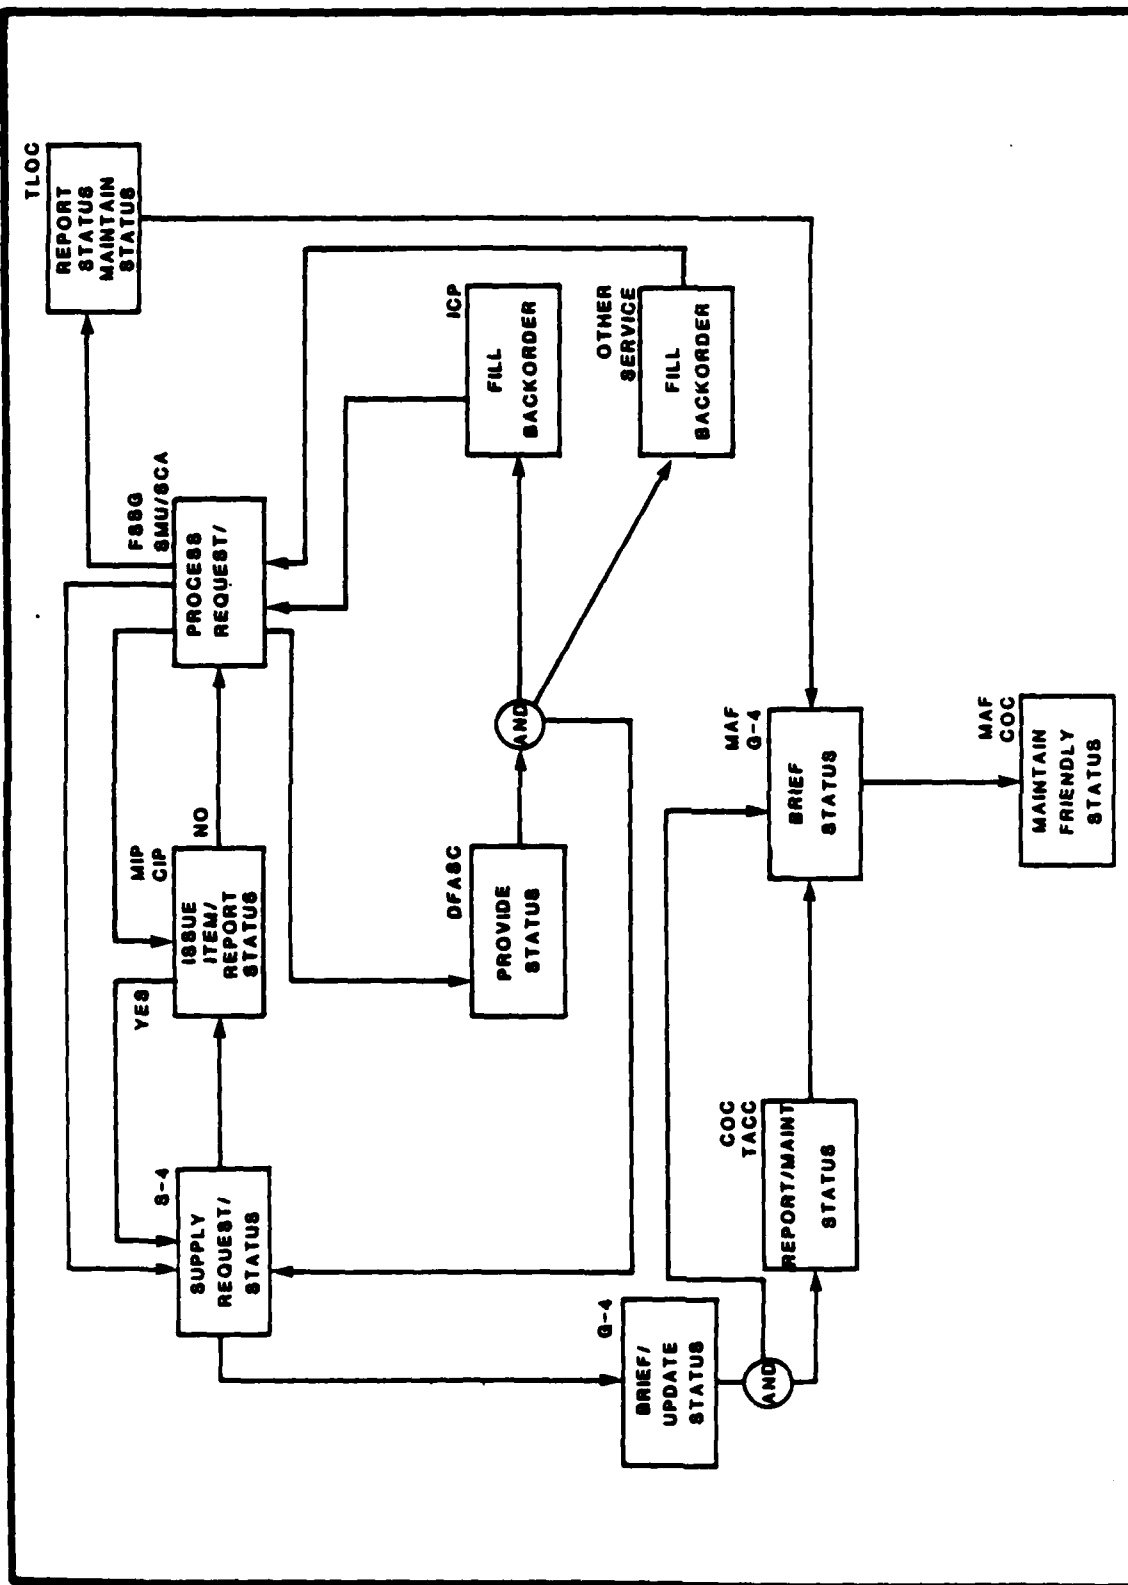 TLOC
REPORT
STATUS
MAINTAIN
STATUS
FSSG
SMU/SCA
PROCESS
REQUEST/
MIP
CIP
ISSUE
ITEM/
REPORT
STATUS
NO
YES
S-4
SUPPLY
REQUEST/
STATUS
ICP
FILL
BACKORDER
OTHER
SERVICE
FILL
BACKORDER
AND
DFASC
PROVIDE
STATUS
G-4
BRIEF/
UPDATE
STATUS
AND
COC
TACC
REPORT/MAINT
STATUS
MAF
G-4
BRIEF
STATUS
MAF
COC
MAINTAIN
FRIENDLY
STATUS